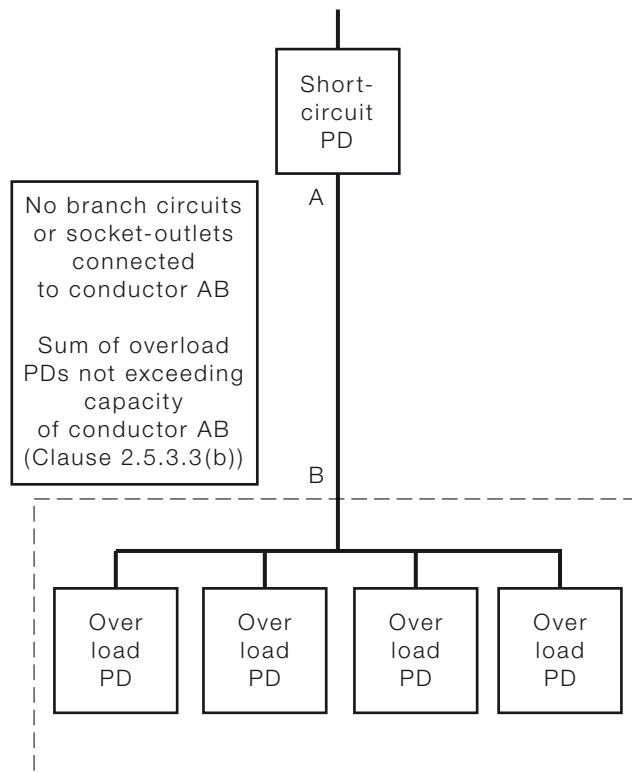 Short-
circuit
PD
A
No branch circuits
or socket-outlets
connected
to conductor AB
Sum of overload
PDs not exceeding
capacity
of conductor AB
(Clause 2.5.3.3(b))
B
Over
load
PD
Over
load
PD
Over
load
PD
Over
load
PD